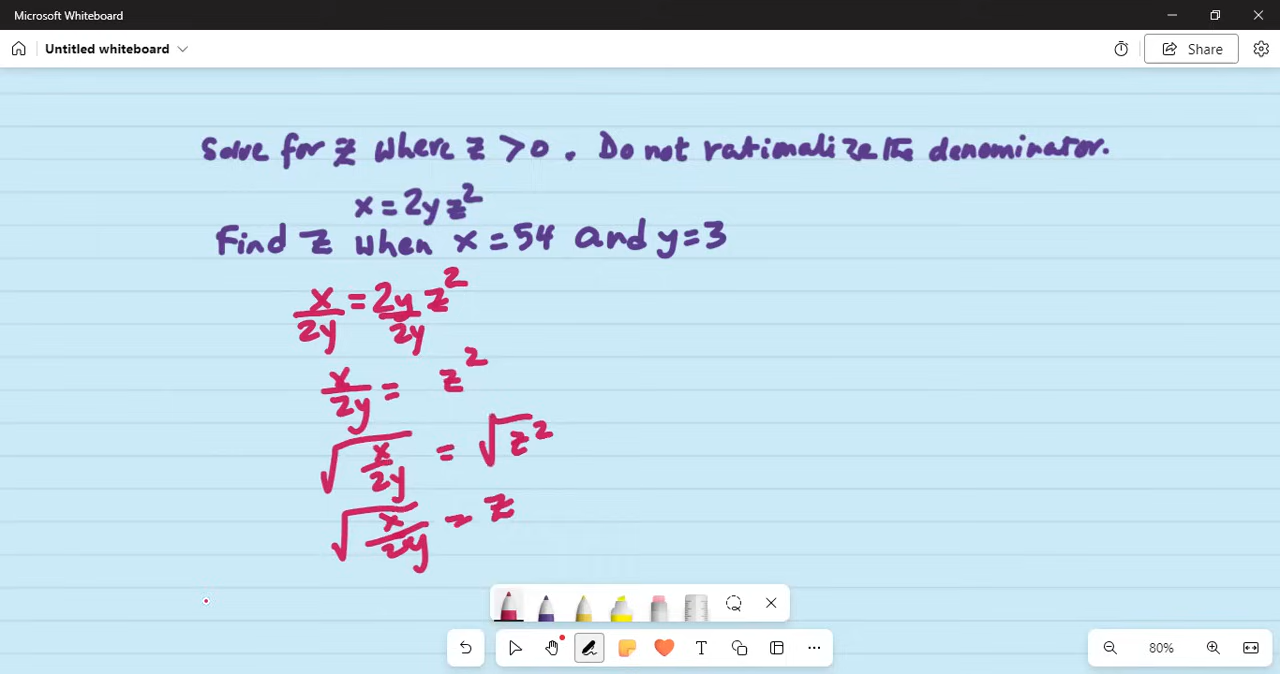 Microsoft Whiteboard
Untitled whiteboard
Share
Solve for z where z > 0. Do not rationalize the denominator.
x = 2yz²
Find z when x = 54 and y = 3
x/2y = 2yz²/2y
x/2y = z²
√(x/2y) = √z²
√(x/2y) = z
T
80%